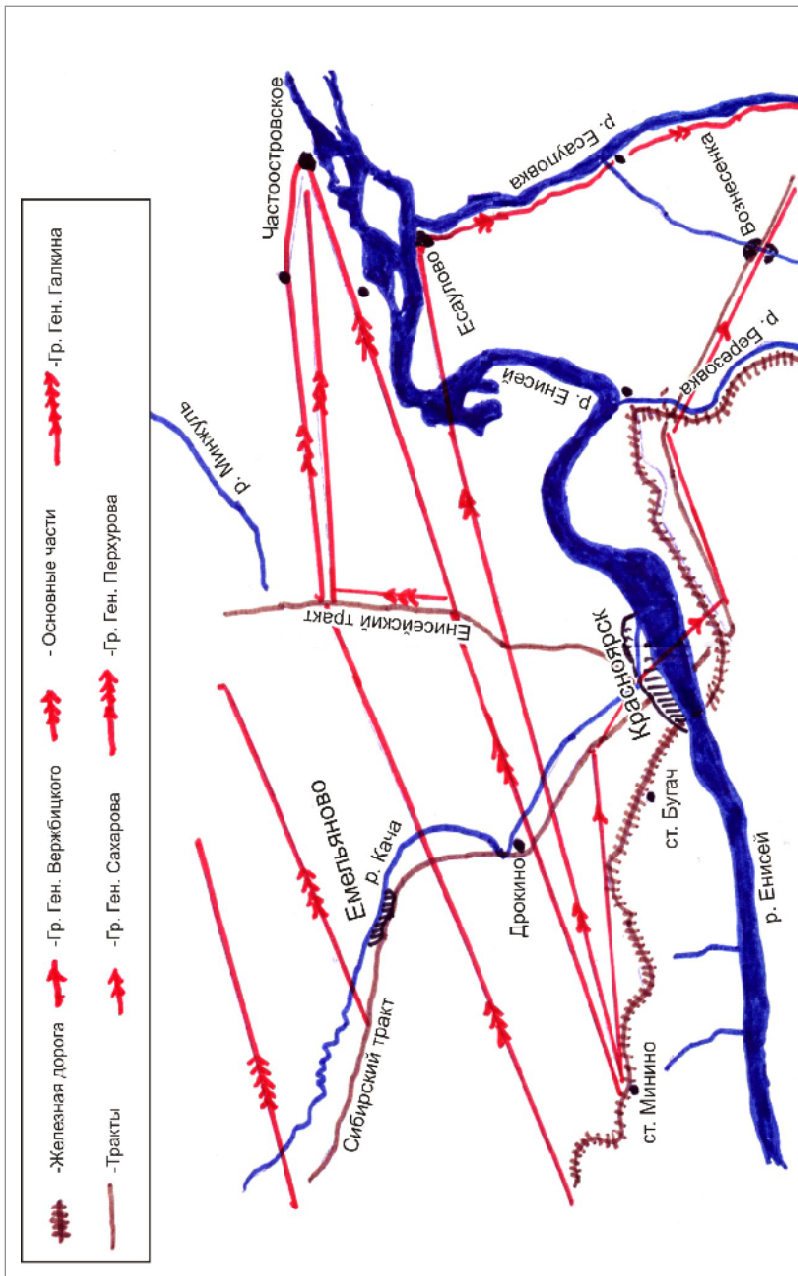 -Железная дорога
-Гр. Ген. Вержбицкого
- Основные части
-Гр. Ген. Галкина
-Тракты
-Гр. Ген. Сахарова
-Гр. Ген. Перхурова
р. Минжуль
Частоостровское
Емельяново
р. Кача
Сибирский тракт
Енисейский тракт
Есаулово
р. Есауловка
р. Енисей
Дрокино
Красноярск
р. Березовка
Вознесенка
ст. Бугач
ст. Минино
р. Енисей